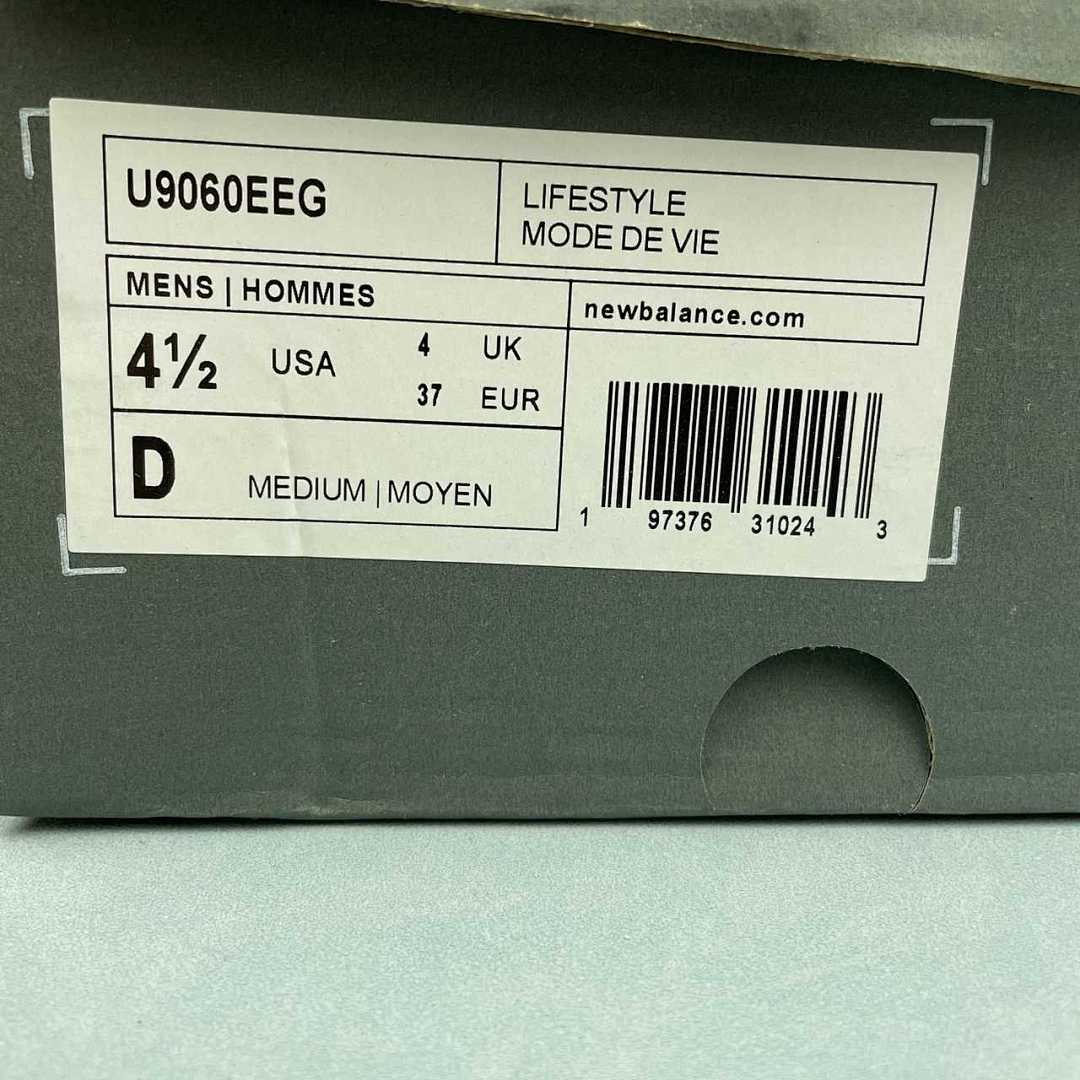 U9060EEG
LIFESTYLE
MODE DE VIE
MENS | HOMMES
newbalance.com
4½ USA 4 UK
37 EUR
D MEDIUM | MOYEN
1 97376 31024 3